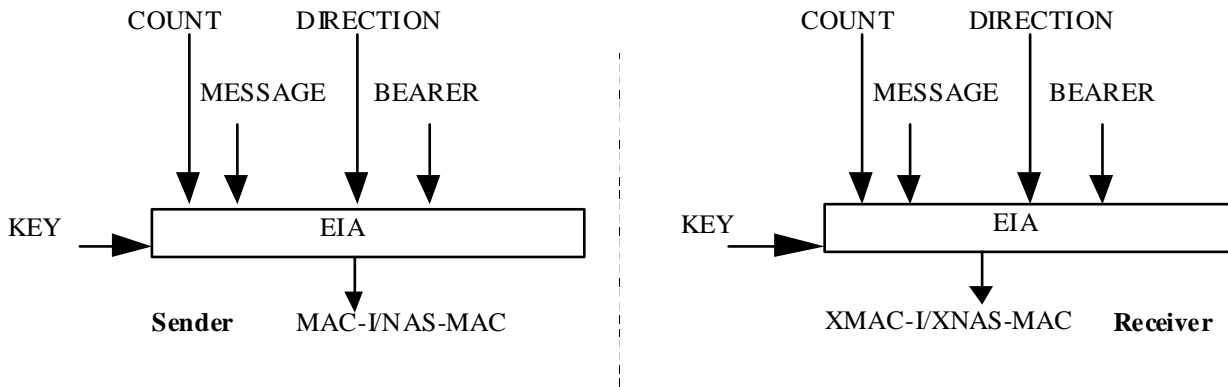 COUNT DIRECTION
MESSAGE BEARER
KEY EIA
Sender MAC-I/NAS-MAC
COUNT DIRECTION
MESSAGE BEARER
KEY EIA
XMAC-I/XNAS-MAC Receiver